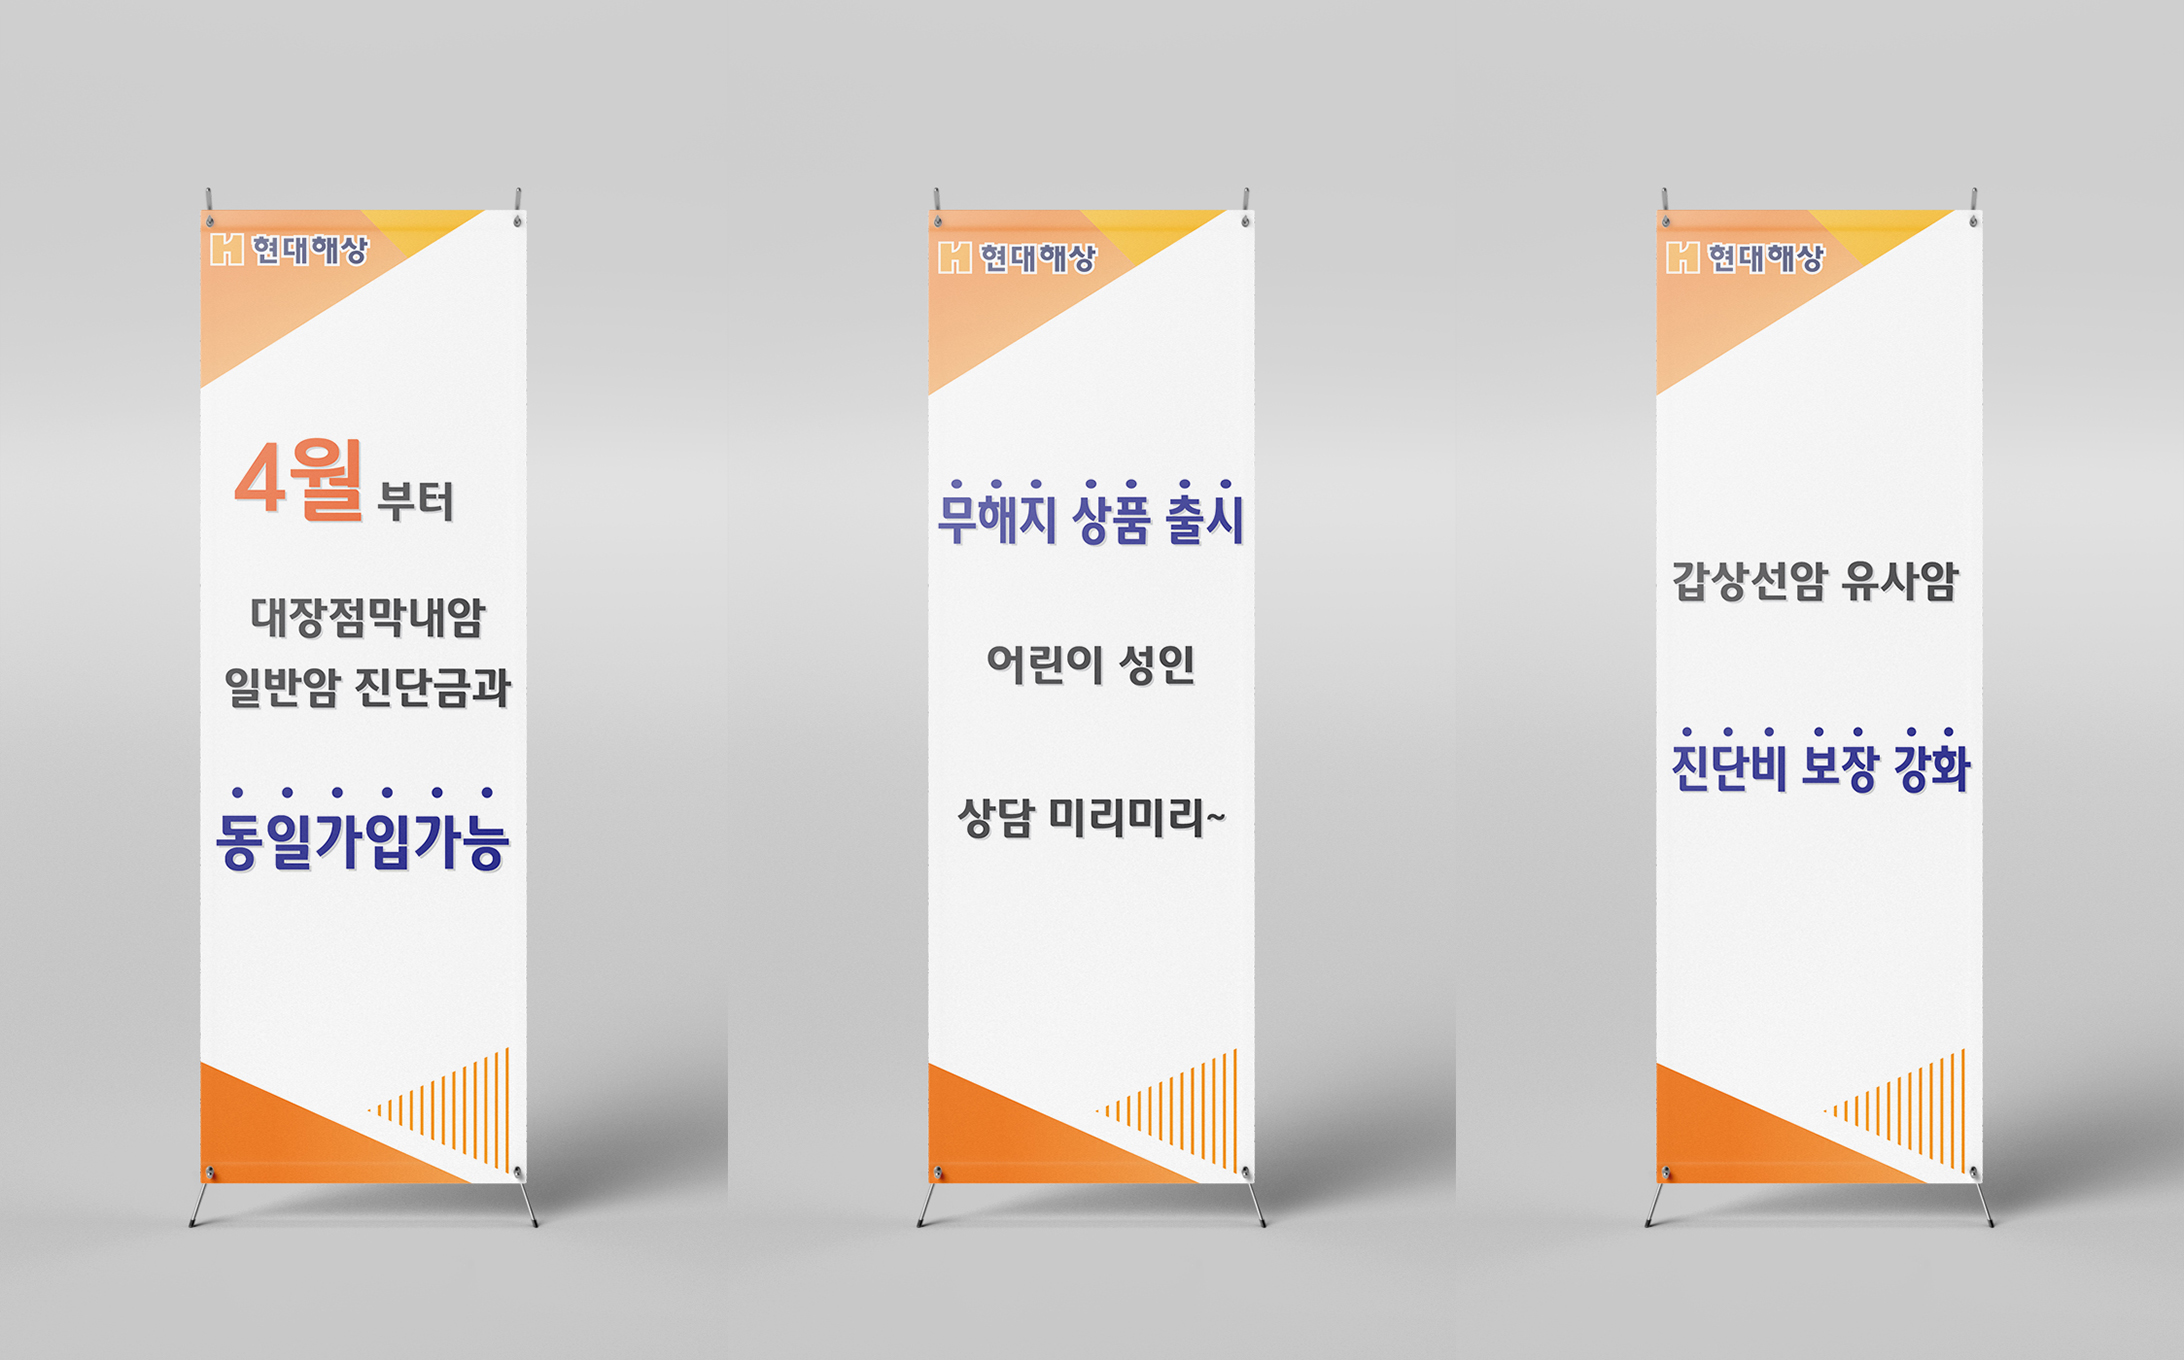 현대해상
4월 부터
대장점막내암
일반암 진단금과
동일가입가능
현대해상
무해지 상품 출시
어린이 성인
상담 미리미리~
현대해상
갑상선암 유사암
진단비 보장 강화